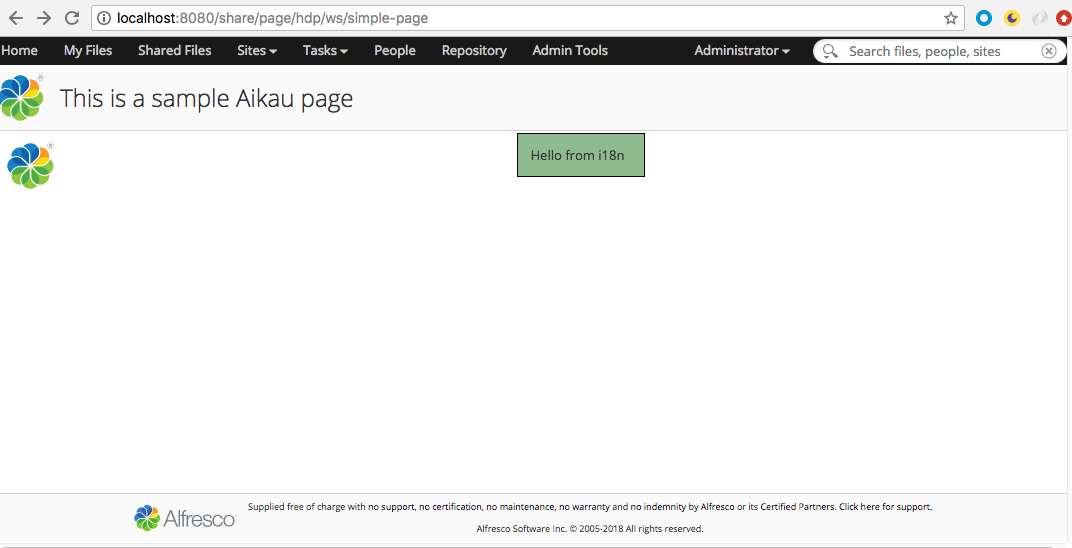 localhost:8080/share/page/hdp/ws/simple-page
Home My Files Shared Files Sites Tasks People Repository Admin Tools Administrator Search files, people, sites
This is a sample Aikau page
Hello from i18n
Alfresco
Supplied free of charge with no support, no certification, no maintenance, no warranty and no indemnity by Alfresco or its Certified Partners. Click here for support.
Alfresco Software Inc. © 2005-2018 All rights reserved.